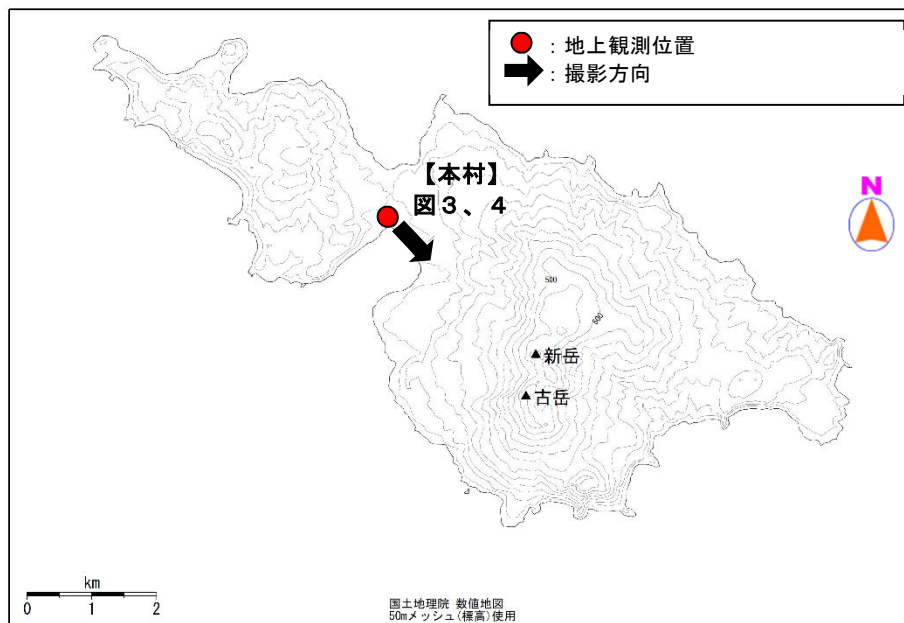 ：地上観測位置
：撮影方向
【本村】
図３、４
N
500
600
▲新岳
▲古岳
km
0 1 2
国土地理院 数値地図
50mメッシュ(標高)使用